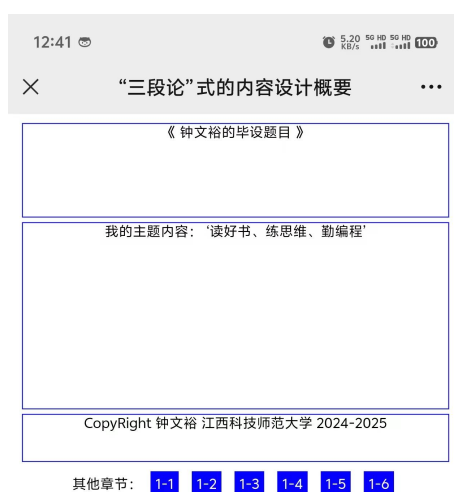 12:41
5.20 KB/s 5G HD 5G HD 100
“三段论”式的内容设计概要
《 钟文裕的毕设题目 》
我的主题内容：‘读好书、练思维、勤编程’
CopyRight 钟文裕 江西科技师范大学 2024-2025
其他章节： 1-1 1-2 1-3 1-4 1-5 1-6